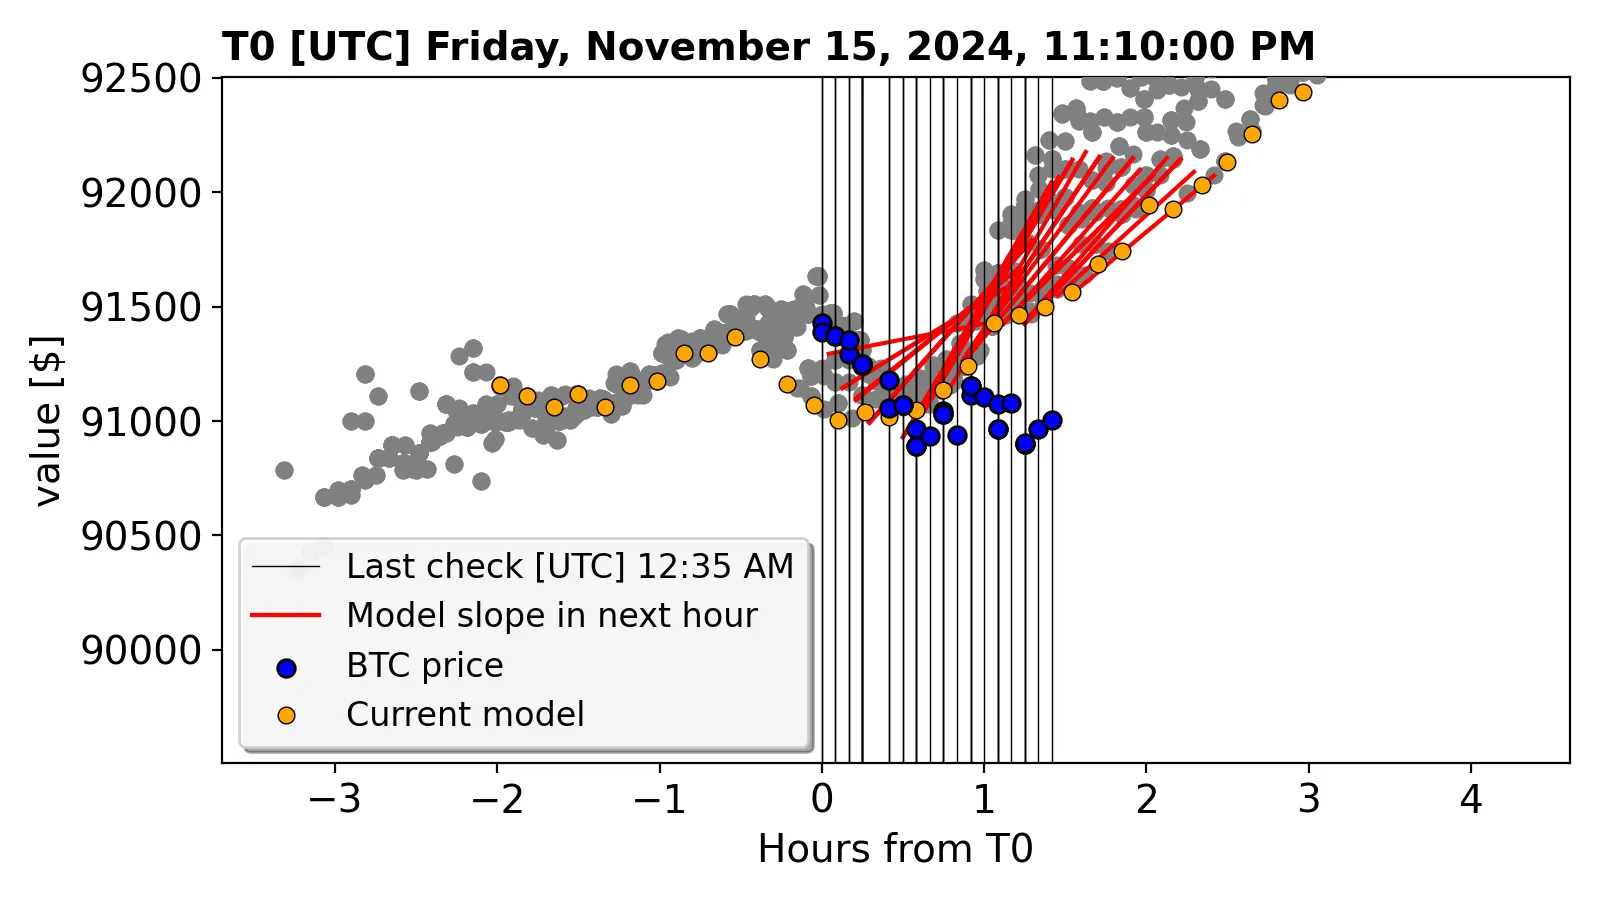 T0 [UTC] Friday, November 15, 2024, 11:10:00 PM
92500
92000
91500
91000
90500
90000
value [$]
Last check [UTC] 12:35 AM
Model slope in next hour
BTC price
Current model
−3 −2 −1 0 1 2 3 4
Hours from T0